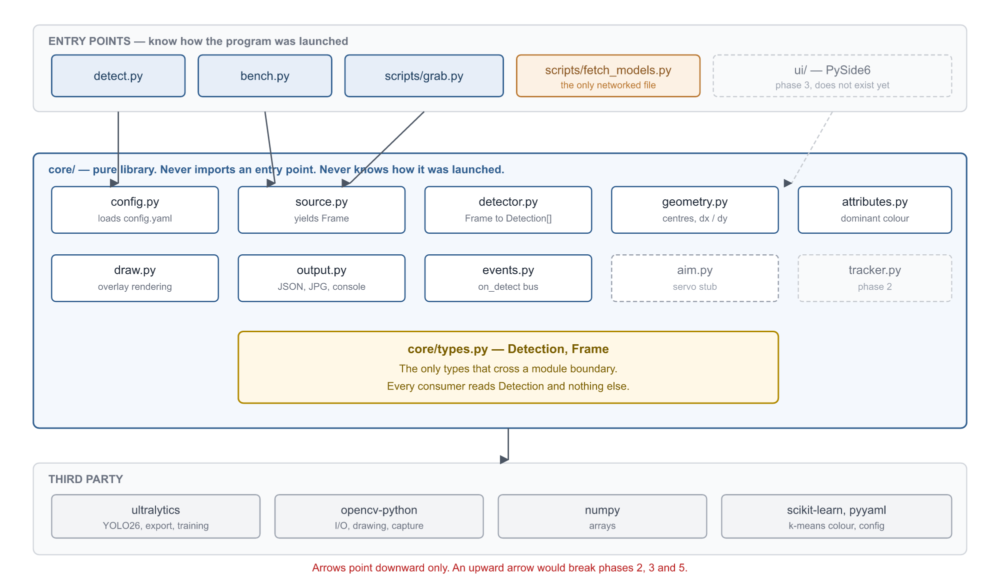 ENTRY POINTS — know how the program was launched
detect.py
bench.py
scripts/grab.py
scripts/fetch_models.py
the only networked file
ui/ — PySide6
phase 3, does not exist yet
core/ — pure library. Never imports an entry point. Never knows how it was launched.
config.py
loads config.yaml
source.py
yields Frame
detector.py
Frame to Detection[]
geometry.py
centres, dx / dy
attributes.py
dominant colour
draw.py
overlay rendering
output.py
JSON, JPG, console
events.py
on_detect bus
aim.py
servo stub
tracker.py
phase 2
core/types.py — Detection, Frame
The only types that cross a module boundary.
Every consumer reads Detection and nothing else.
THIRD PARTY
ultralytics
YOLO26, export, training
opencv-python
I/O, drawing, capture
numpy
arrays
scikit-learn, pyyaml
k-means colour, config
Arrows point downward only. An upward arrow would break phases 2, 3 and 5.